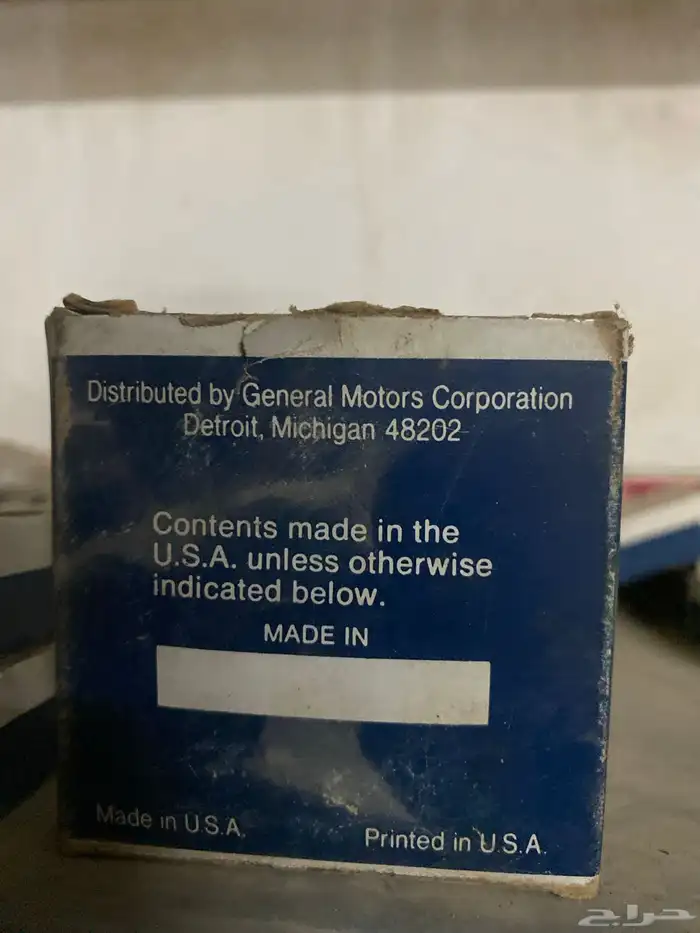 Distributed by General Motors Corporation
Detroit, Michigan 48202
Contents made in the
U.S.A. unless otherwise
indicated below.
MADE IN
Made in U.S.A.
Printed in U.S.A.
حراج